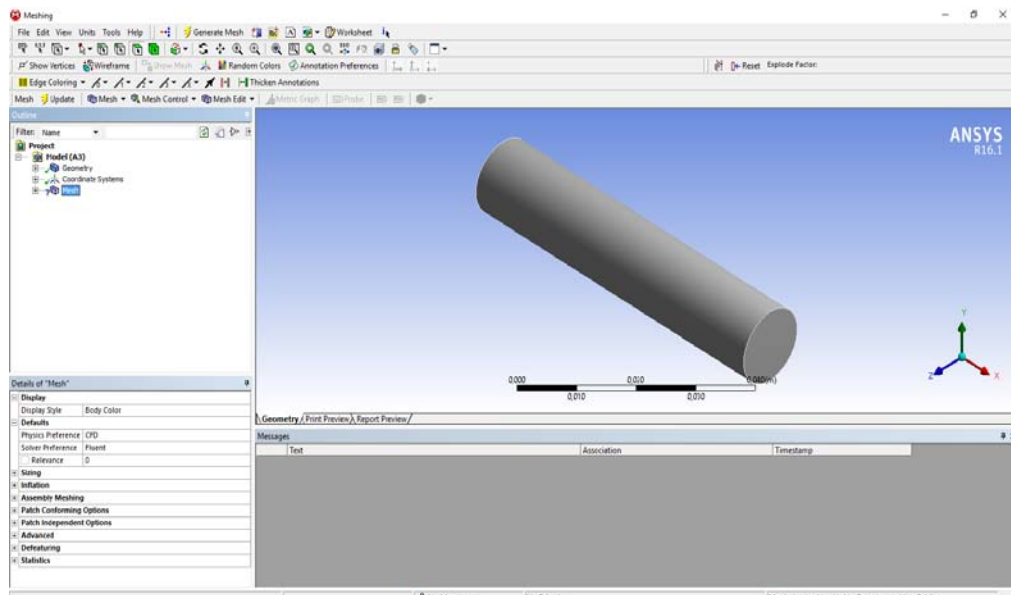 Meshing
File Edit View Units Tools Help Generate Mesh Worksheet
Show Vertices Wireframe Show Mesh Random Colors Annotation Preferences Reset Explode Factor:
Edge Coloring Thicken Annotations
Mesh Update Mesh Mesh Control Mesh Edit Metric Graph Probe
Outline
Filter: Name
Project
Model (A3)
Geometry
Coordinate Systems
Mesh
ANSYS
R16.1
Y
Z X
0,000 0,020 0,040(m)
0,010 0,030
Geometry Print Preview Report Preview
Details of "Mesh"
Display
Display Style Body Color
Defaults
Physics Preference CFD
Solver Preference Fluent
Relevance 0
Sizing
Inflation
Assembly Meshing
Patch Conforming Options
Patch Independent Options
Advanced
Defeaturing
Statistics
Messages
Text Association Timestamp